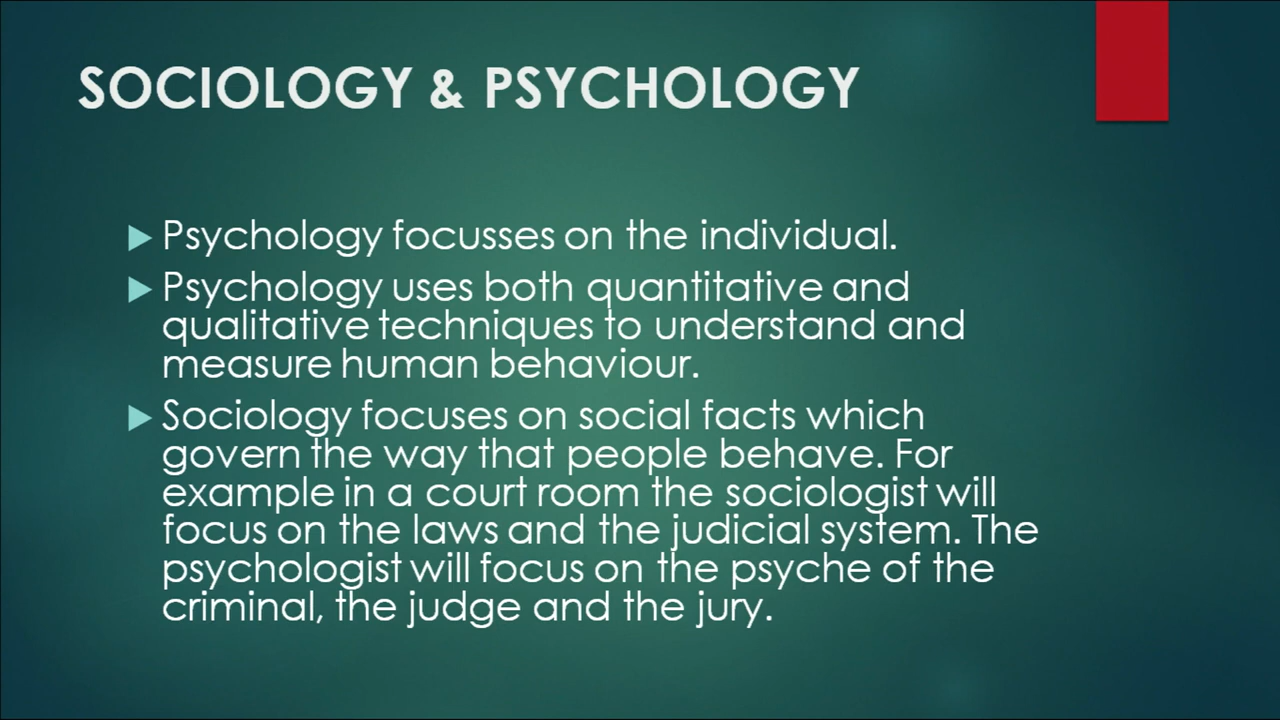 SOCIOLOGY & PSYCHOLOGY
Psychology focusses on the individual.
Psychology uses both quantitative and
qualitative techniques to understand and
measure human behaviour.
Sociology focuses on social facts which
govern the way that people behave. For
example in a court room the sociologist will
focus on the laws and the judicial system. The
psychologist will focus on the psyche of the
criminal, the judge and the jury.